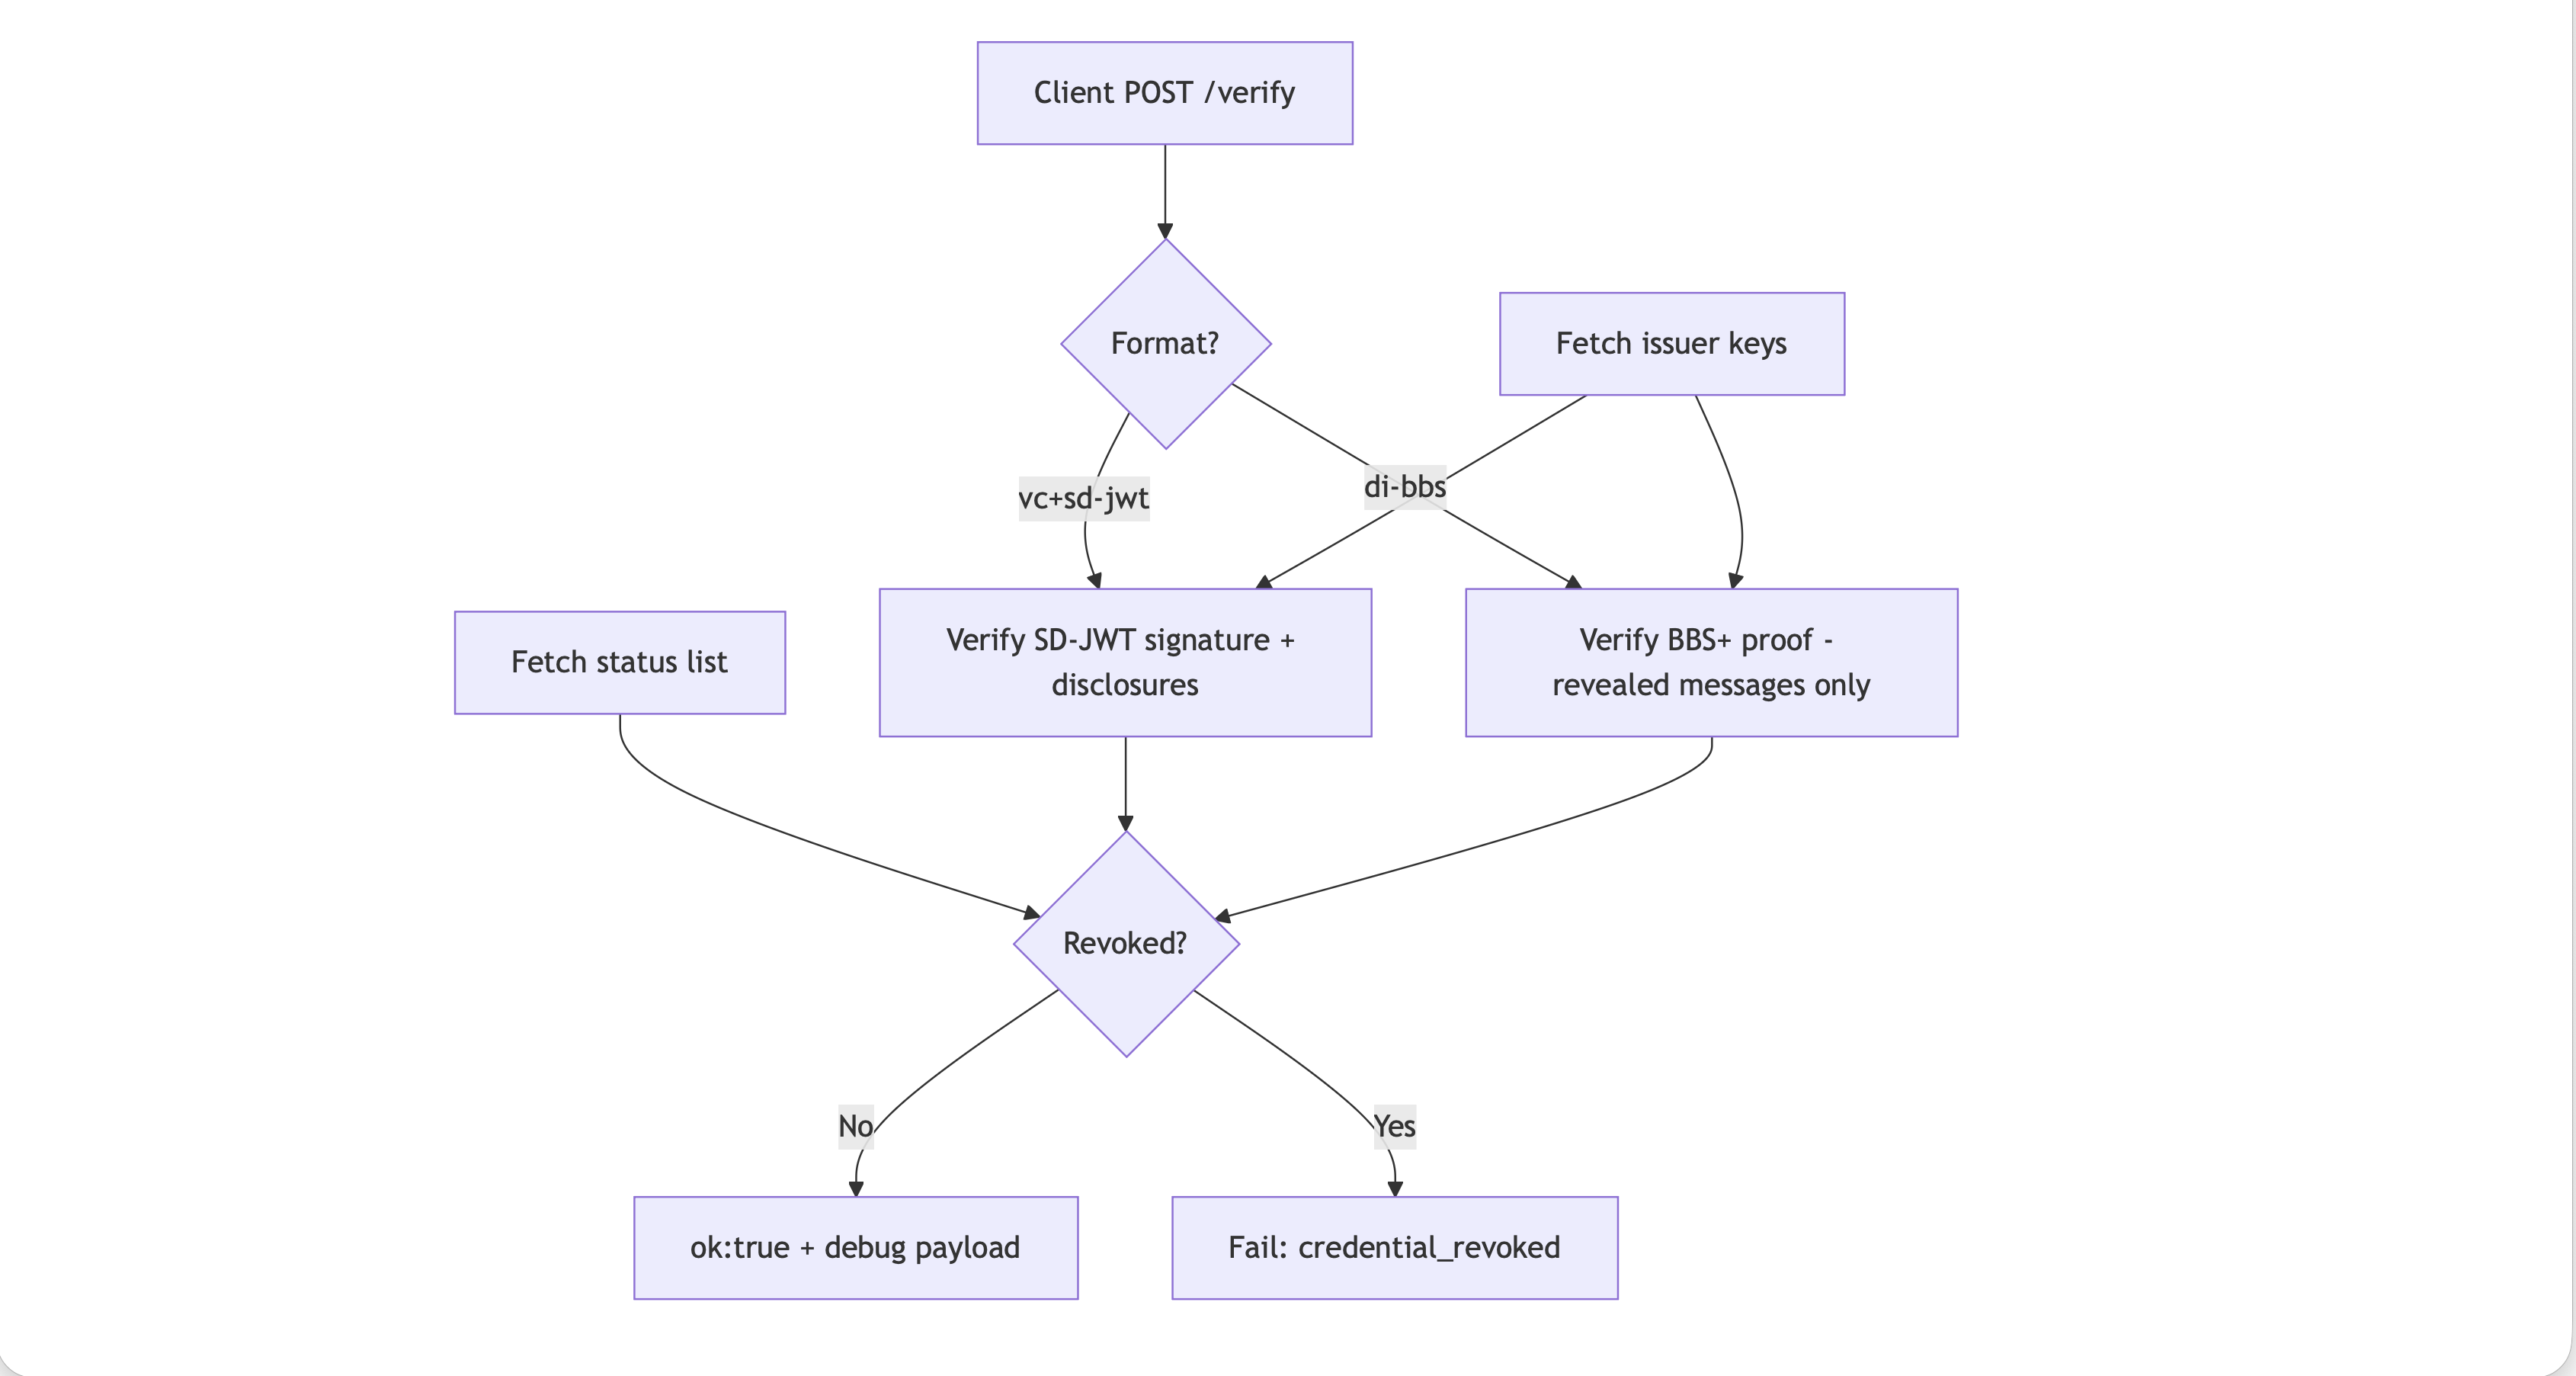 Client POST /verify
Format?
Fetch issuer keys
vc+sd-jwt
di-bbs
Fetch status list
Verify SD-JWT signature +
disclosures
Verify BBS+ proof -
revealed messages only
Revoked?
No
Yes
ok:true + debug payload
Fail: credential_revoked